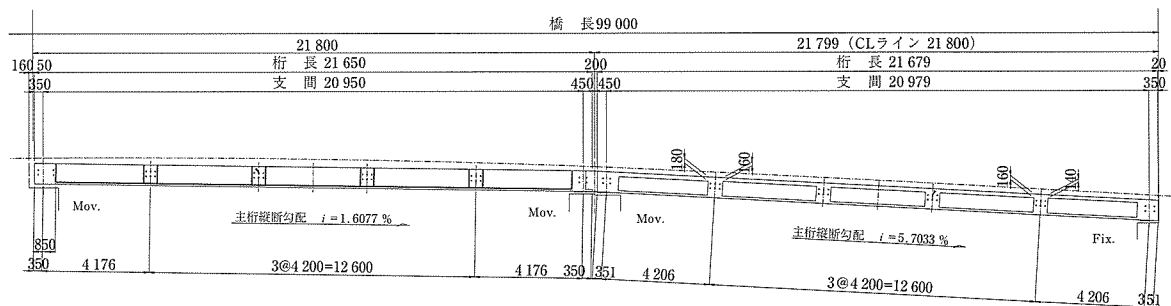 橋 長 99 000
21 800 21 799 (CLライン 21 800)
160 50 桁 長 21 650 200 桁 長 21 679 20
350 支 間 20 950 450 450 支 間 20 979 350
180 160
160 140
Mov. 主桁縦断勾配 i=1.6077 % Mov. Mov. 主桁縦断勾配 i=5.7033 % Fix.
850
350 4 176 3@4 200=12 600 4 176 350 351 4 206 3@4 200=12 600 4 206 351